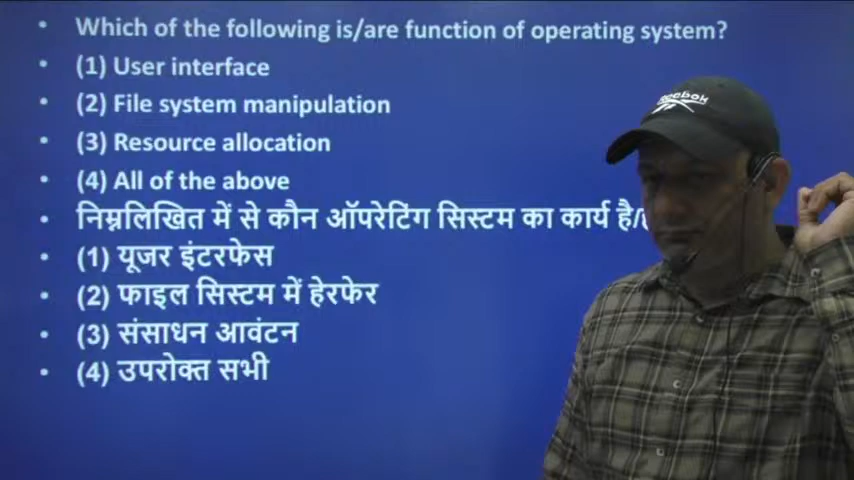 • Which of the following is/are function of operating system?
• (1) User interface
• (2) File system manipulation
• (3) Resource allocation
• (4) All of the above
• निम्नलिखित में से कौन ऑपरेटिंग सिस्टम का कार्य है/
• (1) यूजर इंटरफेस
• (2) फाइल सिस्टम में हेरफेर
• (3) संसाधन आवंटन
• (4) उपरोक्त सभी
Reebok